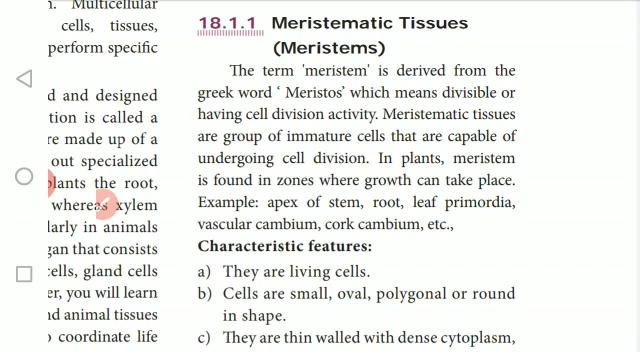 n. Multicellular
cells, tissues,
perform specific
d and designed
tion is called a
re made up of a
out specialized
plants the root,
whereas xylem
larly in animals
gan that consists
cells, gland cells
er, you will learn
nd animal tissues
o coordinate life
18.1.1 Meristematic Tissues
(Meristems)
The term 'meristem' is derived from the
greek word ‘ Meristos’ which means divisible or
having cell division activity. Meristematic tissues
are group of immature cells that are capable of
undergoing cell division. In plants, meristem
is found in zones where growth can take place.
Example: apex of stem, root, leaf primordia,
vascular cambium, cork cambium, etc.,
Characteristic features:
a) They are living cells.
b) Cells are small, oval, polygonal or round
in shape.
c) They are thin walled with dense cytoplasm,